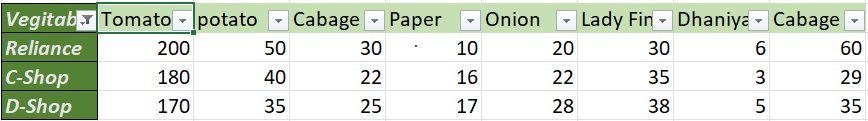 Vegitab Tomato potato Cabage Paper Onion Lady Fin Dhaniya Cabage
Reliance 200 50 30 10 20 30 6 60
C-Shop 180 40 22 16 22 35 3 29
D-Shop 170 35 25 17 28 38 5 35